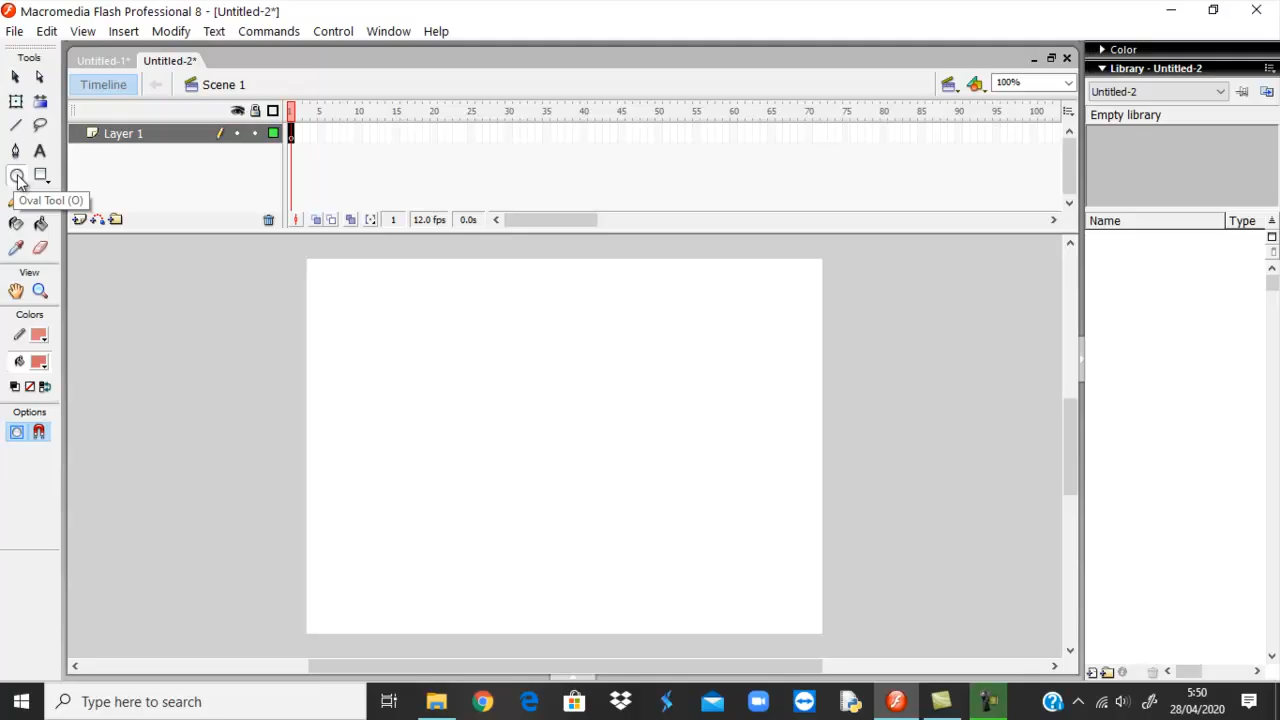 Macromedia Flash Professional 8 - [Untitled-2*]
File Edit View Insert Modify Text Commands Control Window Help
Tools
Untitled-1* Untitled-2*
Color
Library - Untitled-2
Timeline Scene 1 100%
Untitled-2
5 10 15 20 25 30 35 40 45 50 55 60 65 70 75 80 85 90 95 100
Empty library
Layer 1
A
Oval Tool (O)
1 12.0 fps 0.0s
Name Type
View
Colors
Options
Type here to search
5:50
28/04/2020